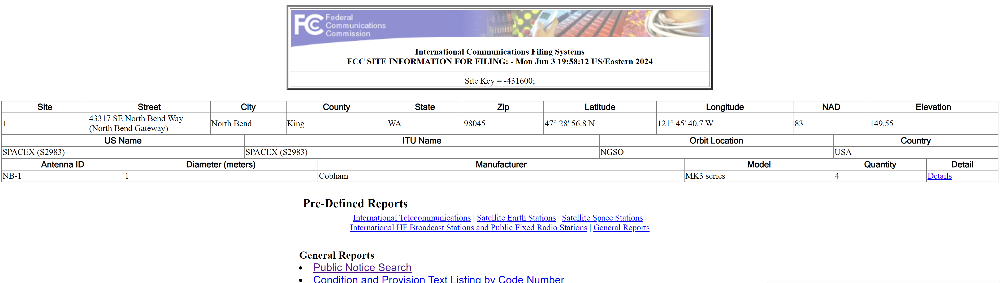 FCC Federal
Communications
Commission
International Communications Filing Systems
FCC SITE INFORMATION FOR FILING: - Mon Jun 3 19:58:12 US/Eastern 2024
Site Key = -431600;
Site Street City County State Zip Latitude Longitude NAD Elevation
1 43317 SE North Bend Way (North Bend Gateway) North Bend King WA 98045 47° 28' 56.8 N 121° 45' 40.7 W 83 149.55
US Name ITU Name Orbit Location Country
SPACEX (S2983) SPACEX (S2983) NGSO USA
Antenna ID Diameter (meters) Manufacturer Model Quantity Detail
NB-1 1 Cobham MK3 series 4 Details
Pre-Defined Reports
International Telecommunications | Satellite Earth Stations | Satellite Space Stations |
International HF Broadcast Stations and Public Fixed Radio Stations | General Reports
General Reports
• Public Notice Search
• Condition and Provision Text Listing by Code Number